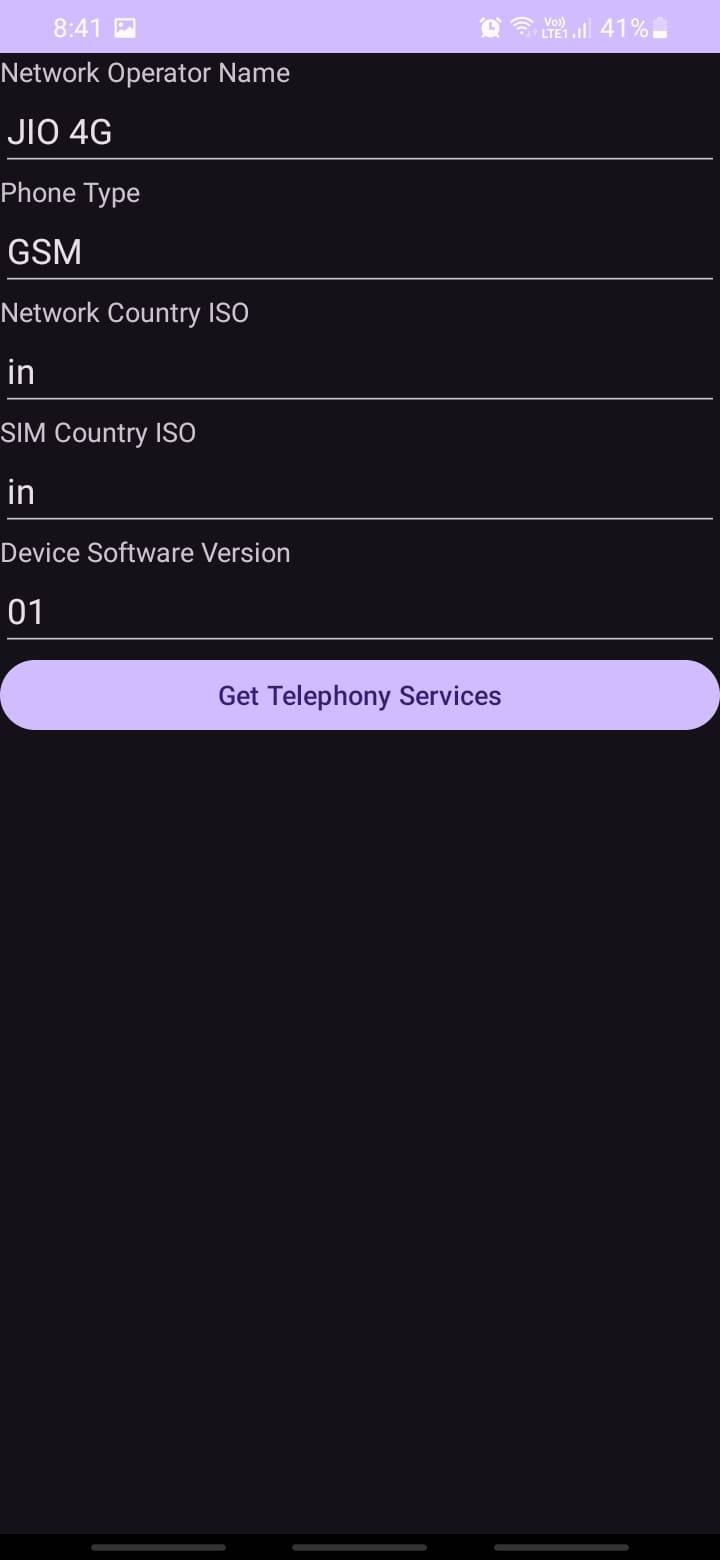 8:41 Vo)) LTE1 41%
Network Operator Name
JIO 4G
Phone Type
GSM
Network Country ISO
in
SIM Country ISO
in
Device Software Version
01
Get Telephony Services